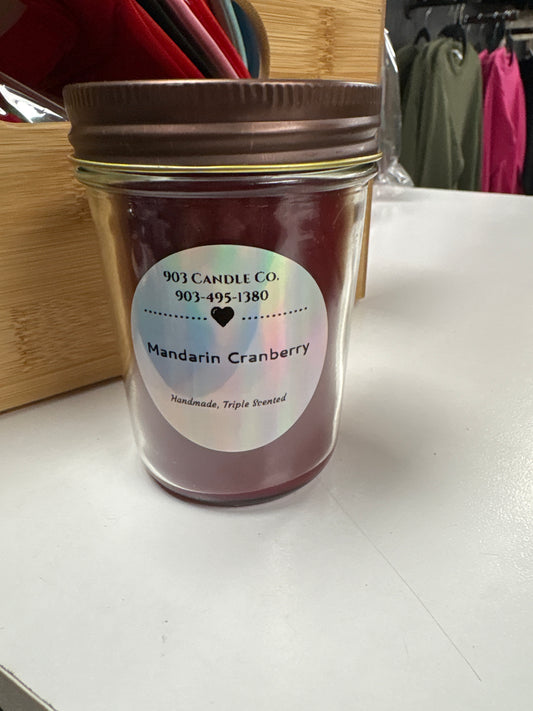 903 Candle Co.
903-495-1380
Mandarin Cranberry
Handmade, Triple Scented